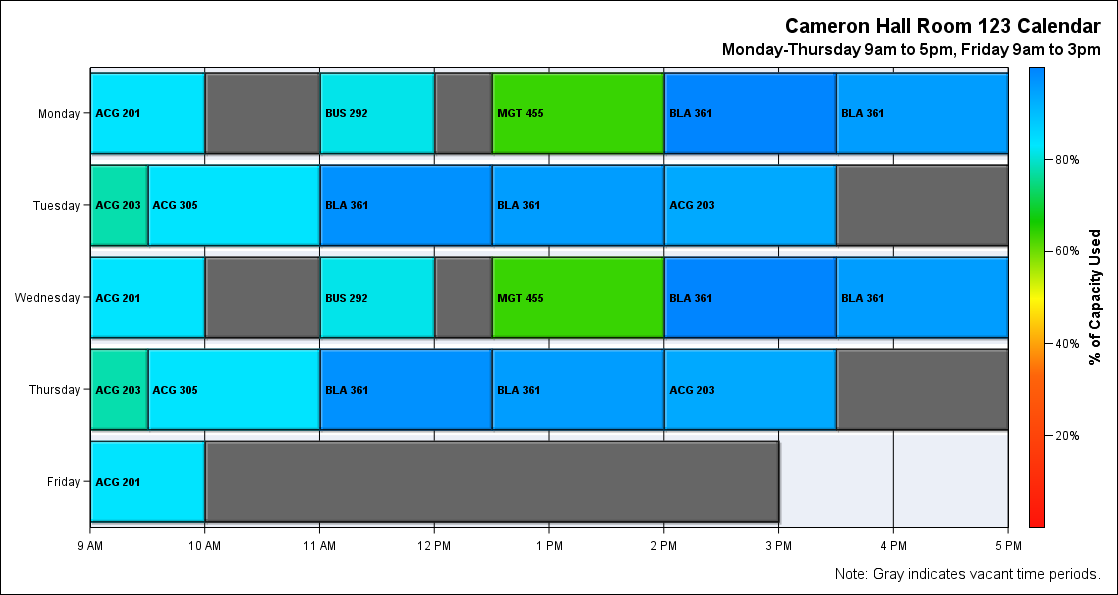 Cameron Hall Room 123 Calendar
Monday-Thursday 9am to 5pm, Friday 9am to 3pm
Monday
ACG 201
BUS 292
MGT 455
BLA 361
BLA 361
Tuesday
ACG 203
ACG 305
BLA 361
BLA 361
ACG 203
Wednesday
ACG 201
BUS 292
MGT 455
BLA 361
BLA 361
Thursday
ACG 203
ACG 305
BLA 361
BLA 361
ACG 203
Friday
ACG 201
9 AM
10 AM
11 AM
12 PM
1 PM
2 PM
3 PM
4 PM
5 PM
80%
60%
40%
20%
% of Capacity Used
Note: Gray indicates vacant time periods.